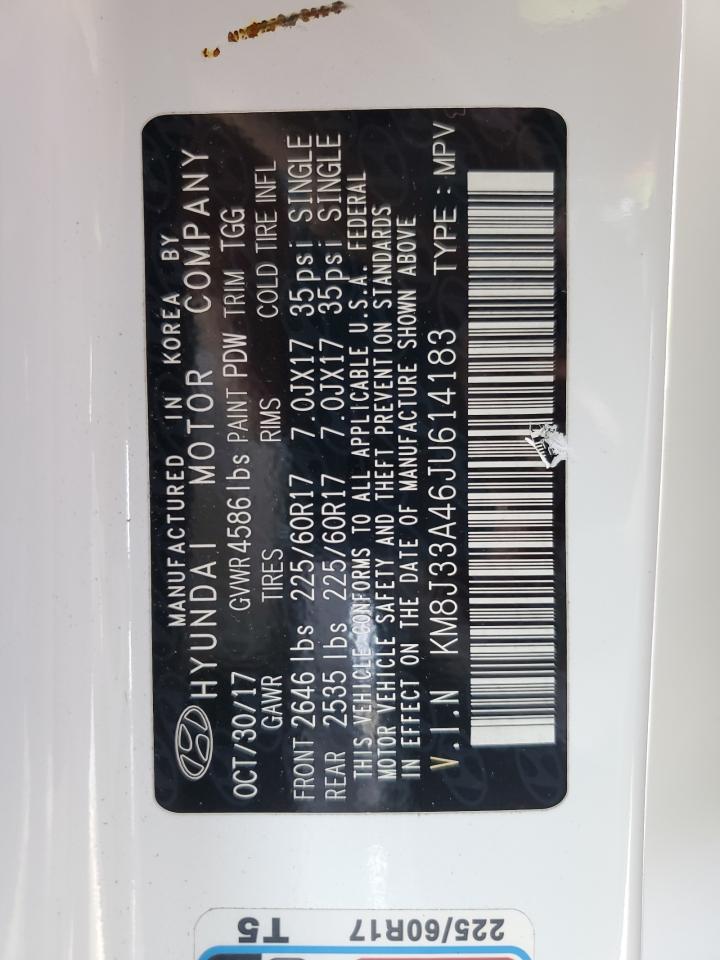 MANUFACTURED IN KOREA BY
HYUNDAI MOTOR COMPANY
OCT/30/17 GVWR 4586 lbs PAINT PDW TRIM TGG
GAWR TIRES RIMS COLD TIRE INFL
FRONT 2646 lbs 225/60R17 7.0JX17 35psi SINGLE
REAR 2535 lbs 225/60R17 7.0JX17 35psi SINGLE
THIS VEHICLE CONFORMS TO ALL APPLICABLE U.S.A. FEDERAL
MOTOR VEHICLE SAFETY AND THEFT PREVENTION STANDARDS
IN EFFECT ON THE DATE OF MANUFACTURE SHOWN ABOVE
V.I.N KM8J33A46JU614183 TYPE : MPV
225/60R17 T5